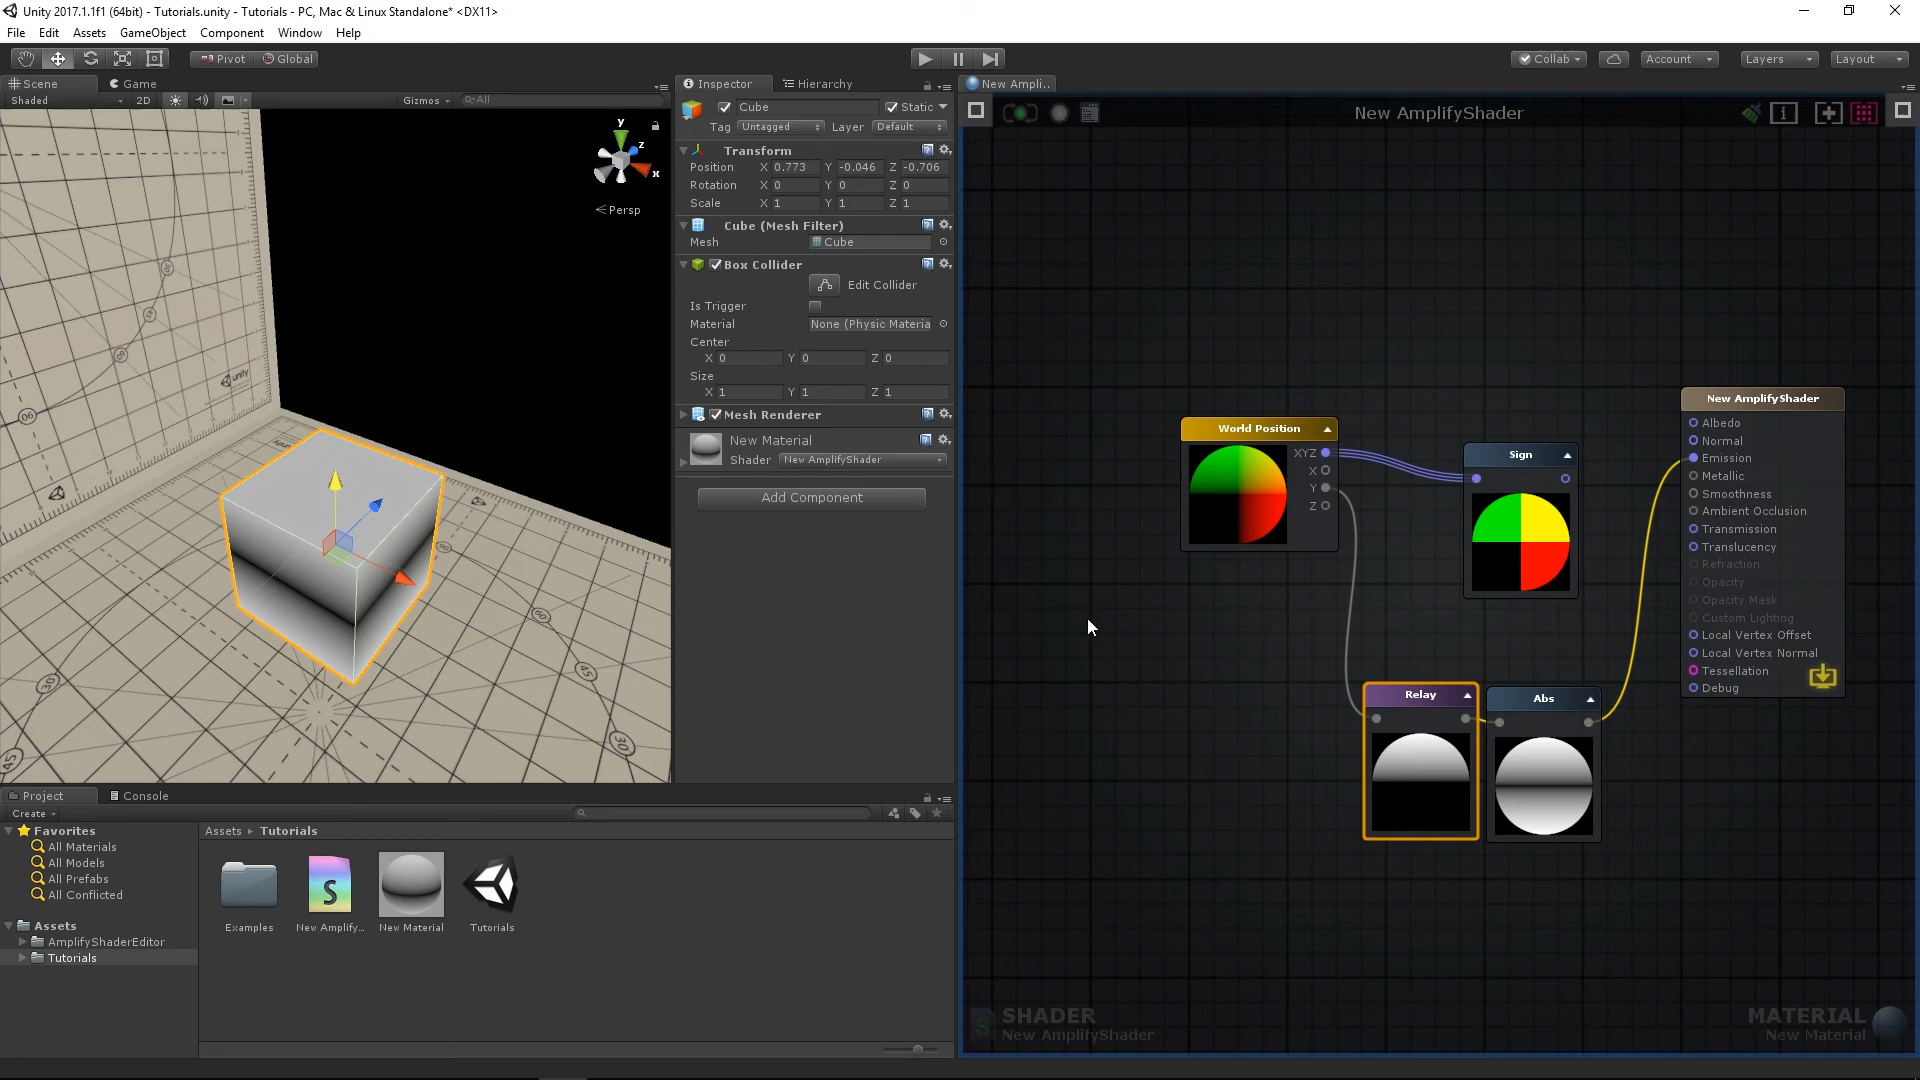 Unity 2017.1.1f1 (64bit) - Tutorials.unity - Tutorials - PC, Mac & Linux Standalone* <DX11>
File Edit Assets GameObject Component Window Help
Pivot Global Collab Account Layers Layout
Scene Game
Shaded 2D Gizmos All
y
z
x
Persp
Inspector Hierarchy
Cube Static
Tag Untagged Layer Default
Transform
Position X 0.773 Y -0.046 Z -0.706
Rotation X 0 Y 0 Z 0
Scale X 1 Y 1 Z 1
Cube (Mesh Filter)
Mesh Cube
Box Collider
Edit Collider
Is Trigger
Material None (Physic Materia
Center
X 0 Y 0 Z 0
Size
X 1 Y 1 Z 1
Mesh Renderer
New Material
Shader New AmplifyShader
Add Component
New Ampli..
New AmplifyShader
World Position
XYZ
X
Y
Z
Sign
Relay
Abs
New AmplifyShader
Albedo
Normal
Emission
Metallic
Smoothness
Ambient Occlusion
Transmission
Translucency
Refraction
Opacity
Opacity Mask
Custom Lighting
Local Vertex Offset
Local Vertex Normal
Tessellation
Debug
SHADER
New AmplifyShader
MATERIAL
New Material
unity
90
60
45
30
Project Console
Create
Favorites
All Materials
All Models
All Prefabs
All Conflicted
Assets
AmplifyShaderEditor
Tutorials
Assets Tutorials
Examples New Amplify... New Material Tutorials